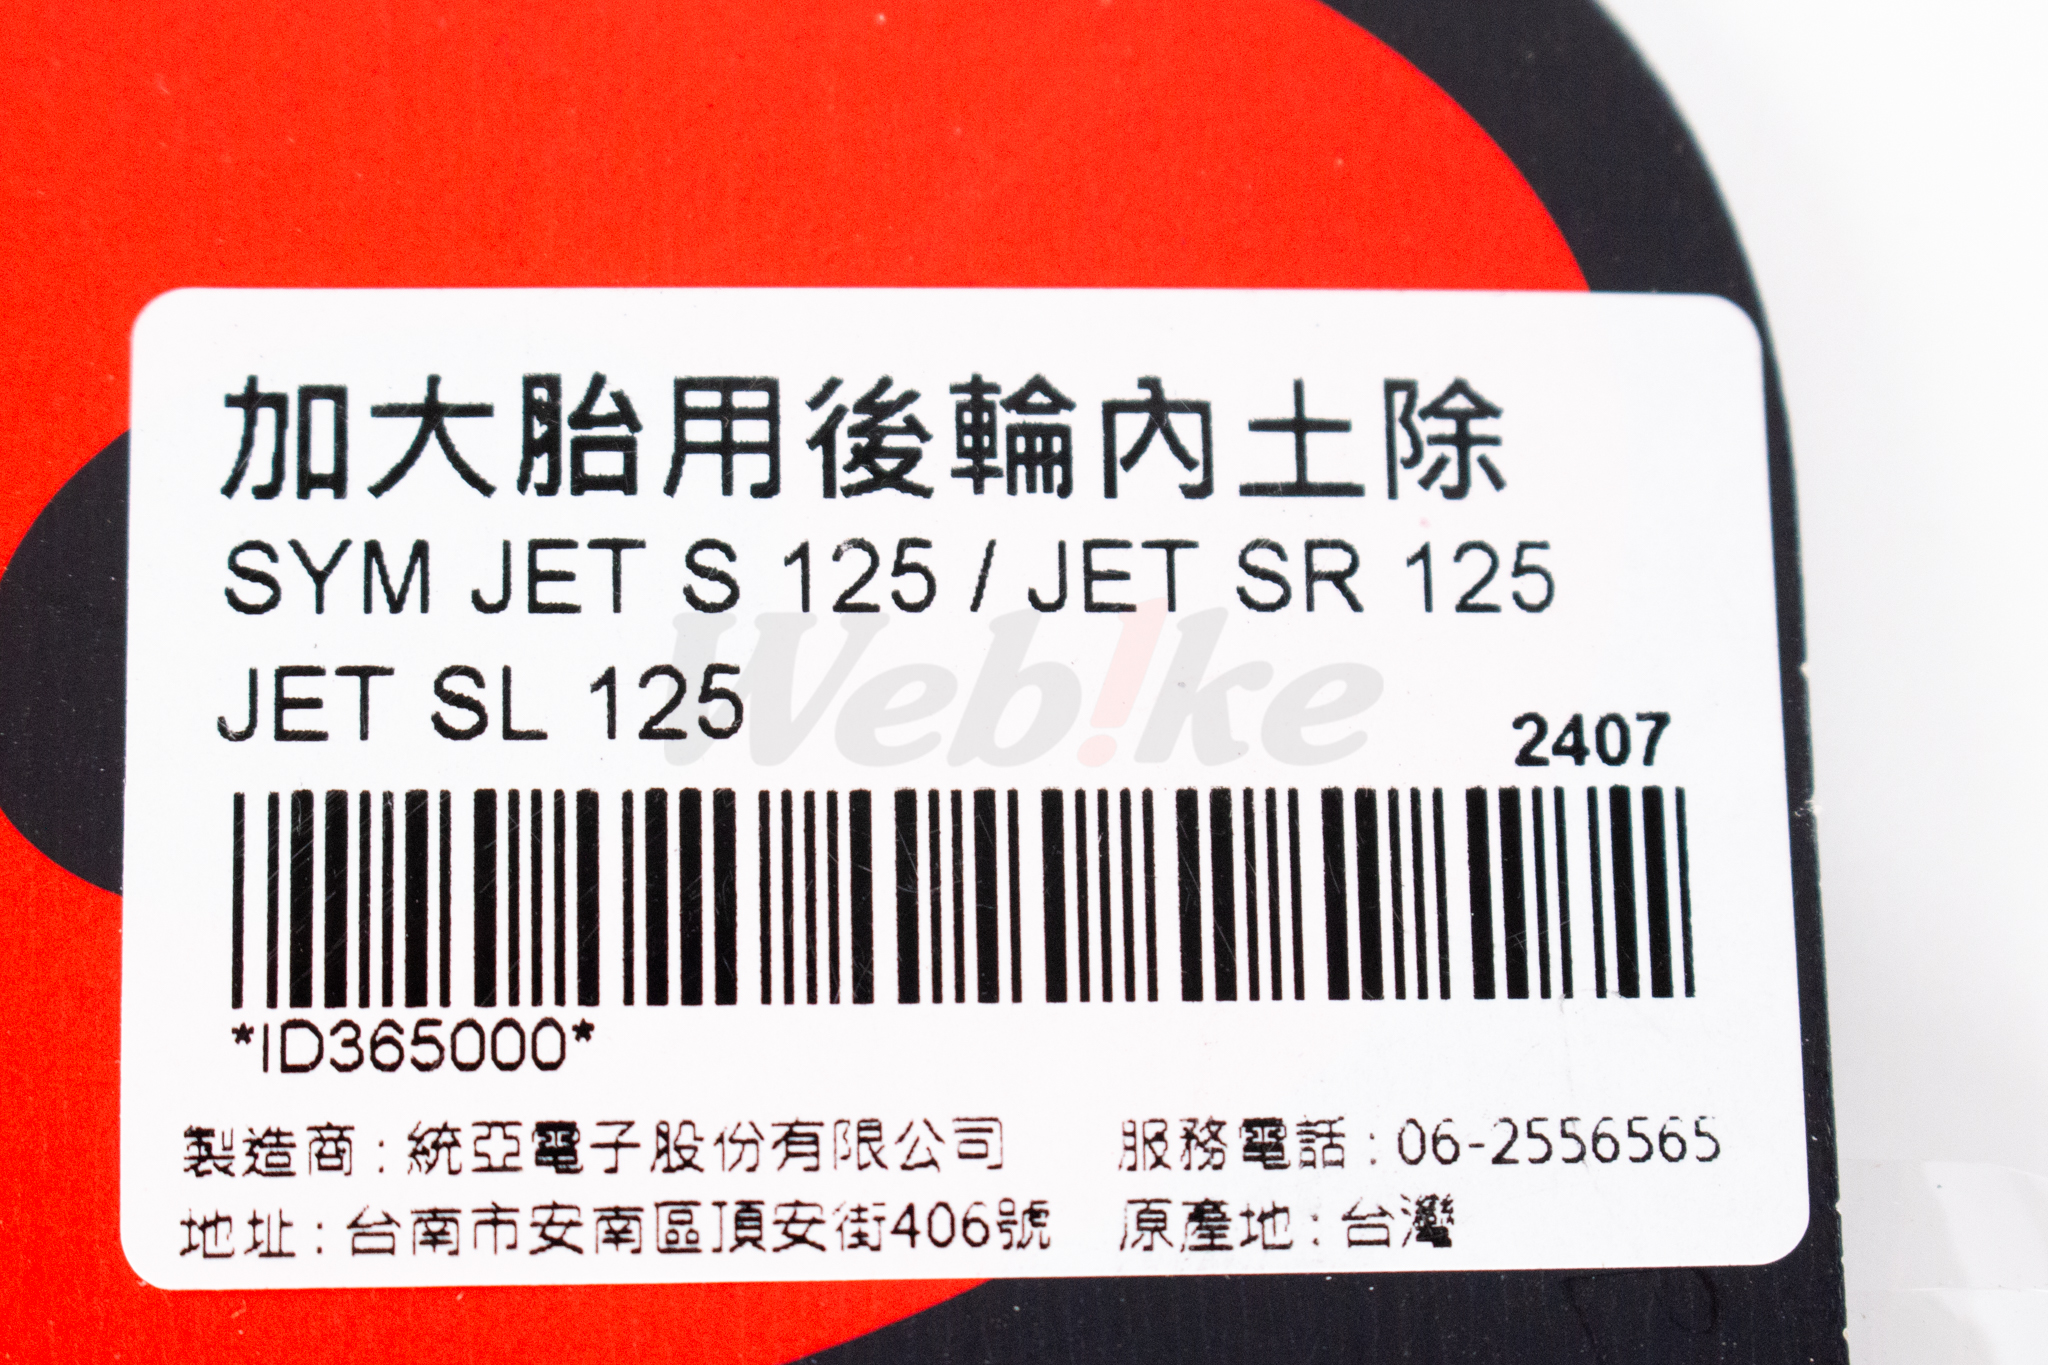 加大胎用後輪內土除
SYM JET S 125 / JET SR 125
JET SL 125
Web!ke
2407
*ID365000*
製造商:統亞電子股份有限公司 服務電話:06-2556565
地址:台南市安南區頂安街406號 原產地:台灣